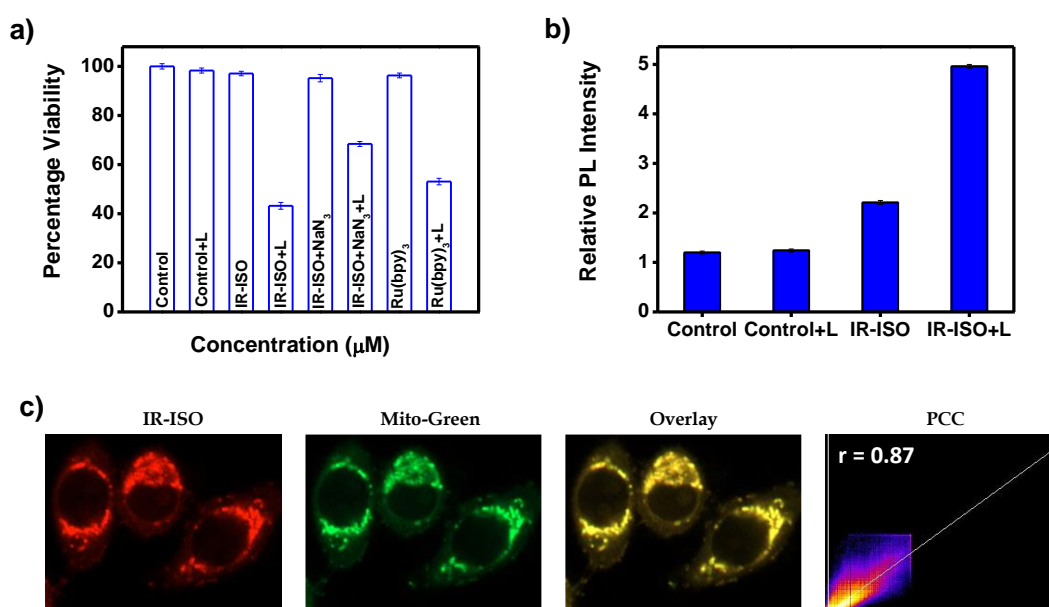 a)
Percentage Viability
100
80
60
40
20
0
Control
Control+L
IR-ISO
IR-ISO+L
IR-ISO+NaN₃
IR-ISO+NaN₃+L
Ru(bpy)₃
Ru(bpy)₃+L
Concentration (μM)
b)
Relative PL Intensity
5
4
3
2
1
0
Control
Control+L
IR-ISO
IR-ISO+L
c)
IR-ISO
Mito-Green
Overlay
PCC
r = 0.87